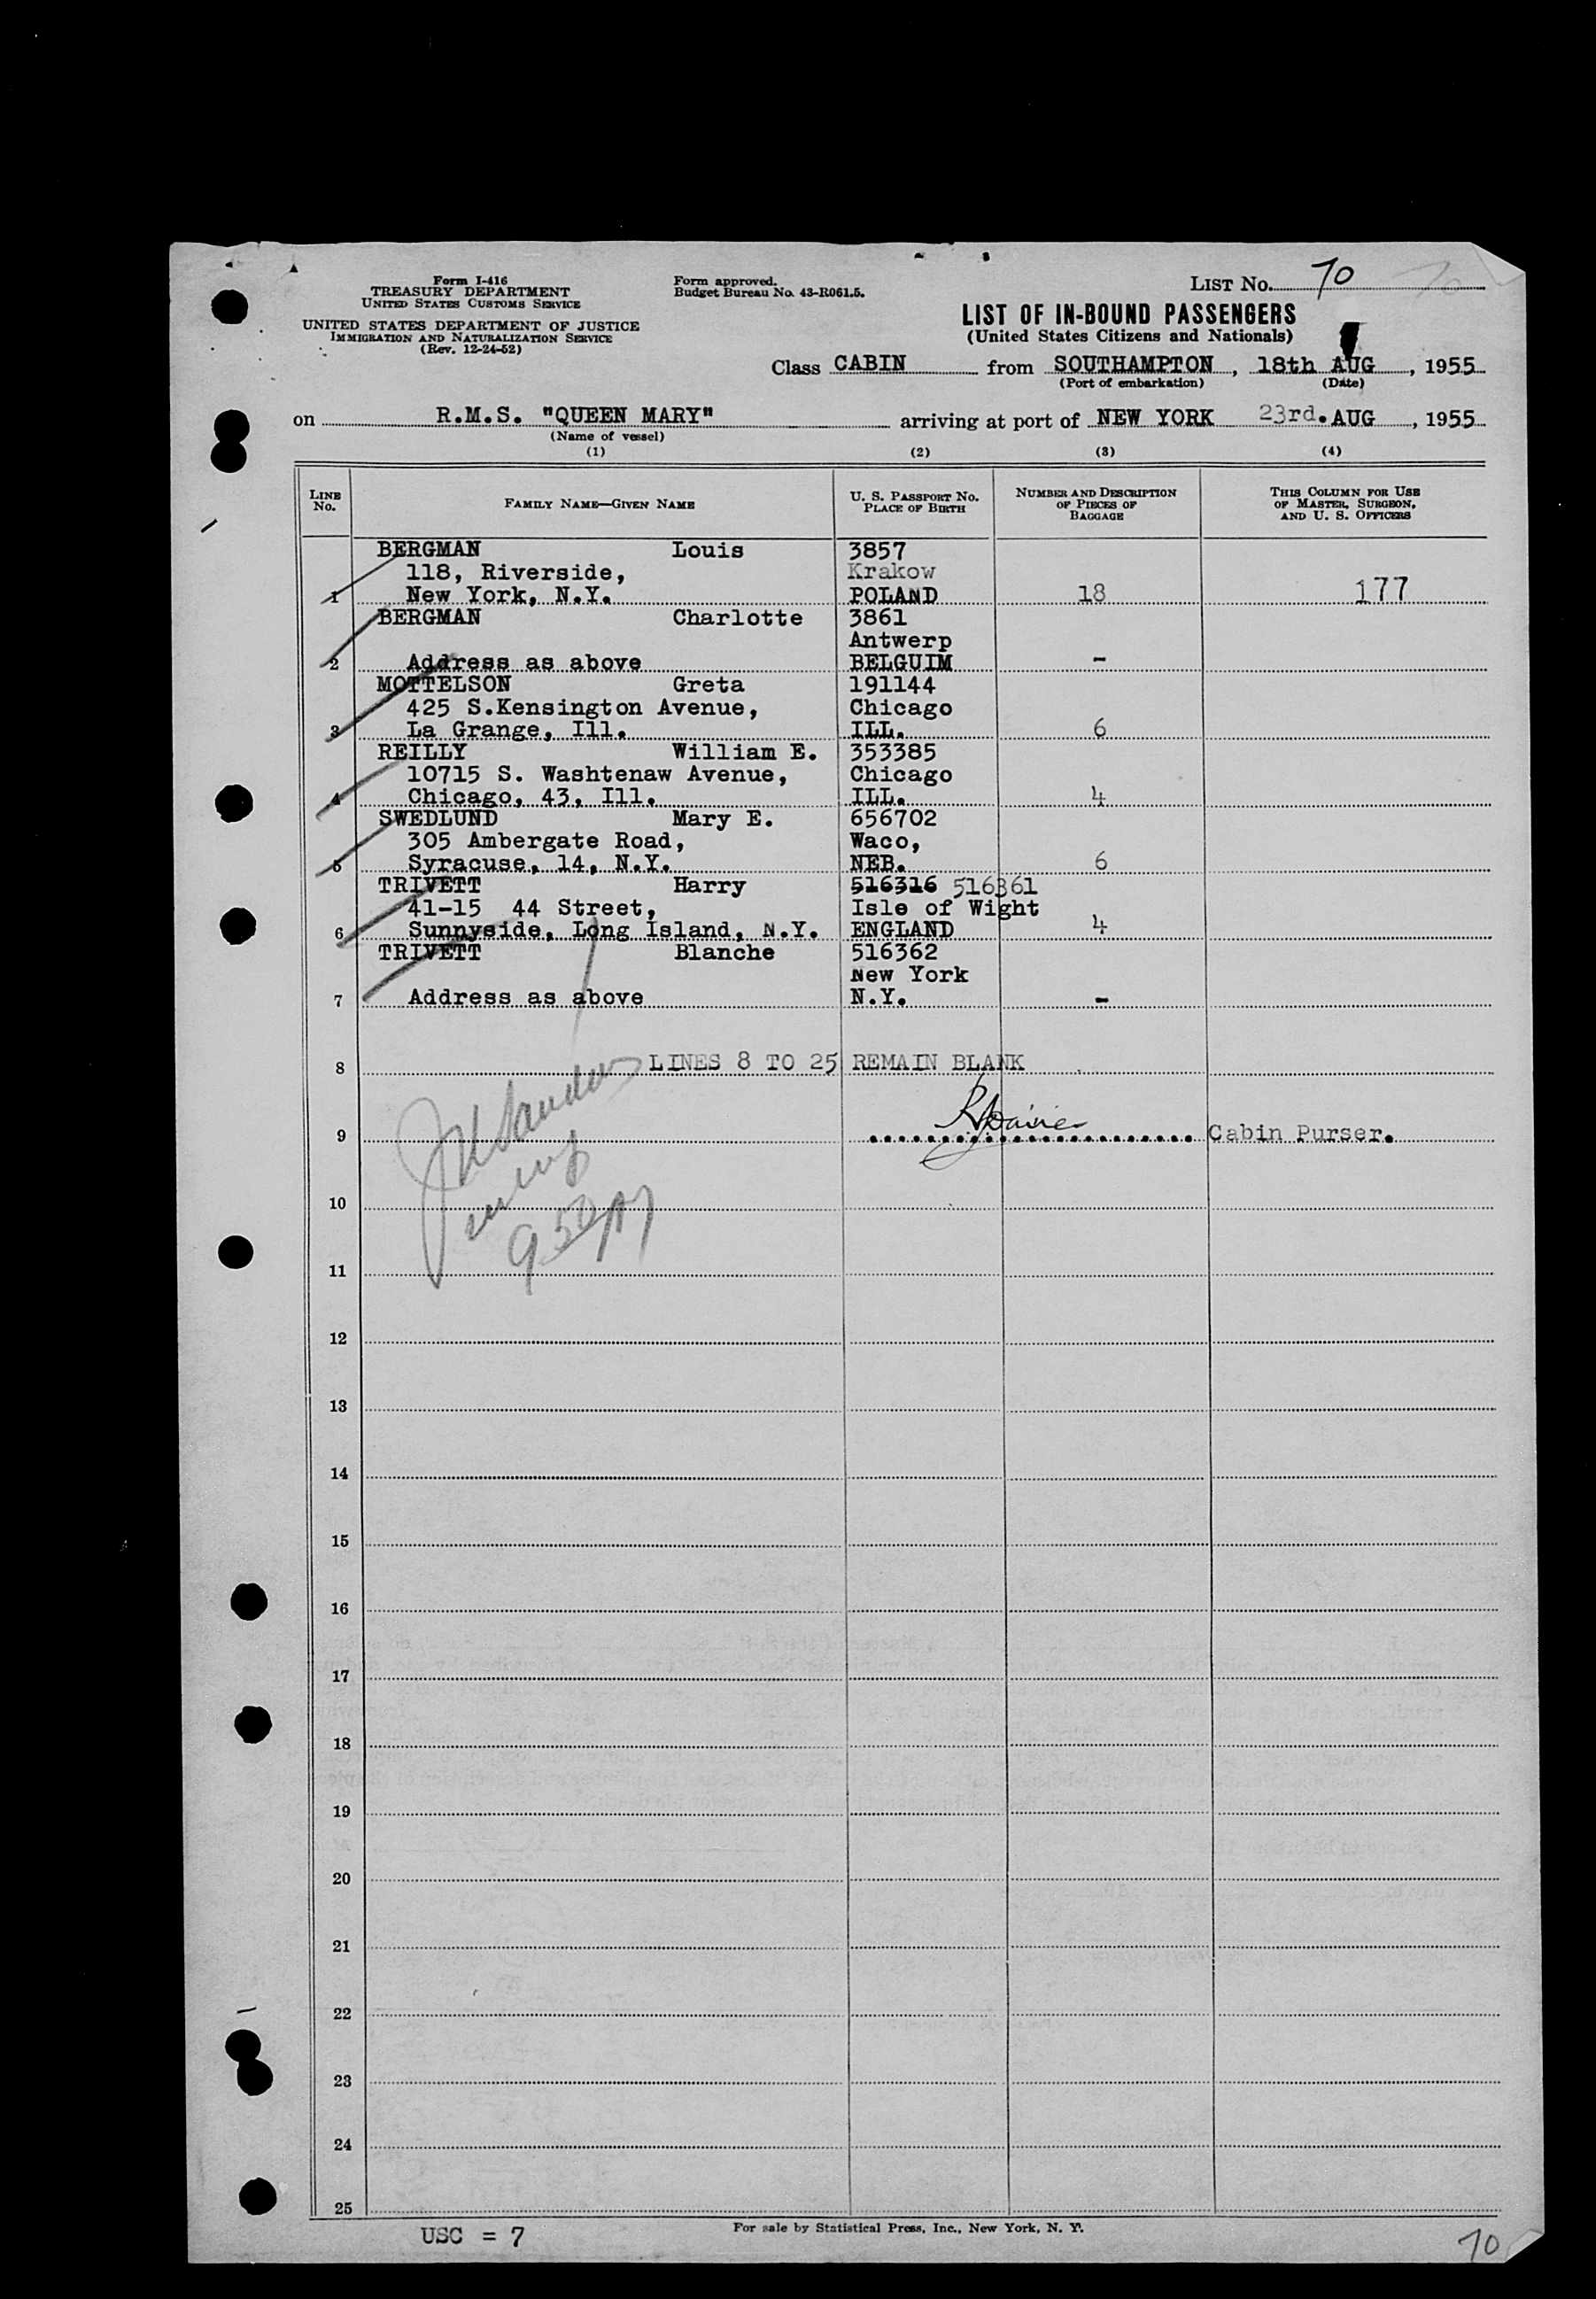 Form I-416
TREASURY DEPARTMENT
UNITED STATES CUSTOMS SERVICE
UNITED STATES DEPARTMENT OF JUSTICE
IMMIGRATION AND NATURALIZATION SERVICE
(Rev. 12-24-52)
Form approved.
Budget Bureau No. 43-R061.5.
LIST No. 70
LIST OF IN-BOUND PASSENGERS
(United States Citizens and Nationals)
Class CABIN from SOUTHAMPTON, 18th AUG, 1955
(Port of embarkation) (Date)
on R.M.S. "QUEEN MARY" arriving at port of NEW YORK 23rd. AUG, 1955
(Name of vessel)
(1) (2) (3) (4)
LINE No. FAMILY NAME—GIVEN NAME U. S. PASSPORT No. PLACE OF BIRTH NUMBER AND DESCRIPTION OF PIECES OF BAGGAGE THIS COLUMN FOR USE OF MASTER, SURGEON, AND U. S. OFFICERS
BERGMAN Louis 3857
118, Riverside, Krakow
1 New York, N.Y. POLAND 18 177
BERGMAN Charlotte 3861
Antwerp
2 Address as above BELGUIM -
MOTTELSON Greta 191144
425 S.Kensington Avenue, Chicago
3 La Grange, Ill. ILL. 6
REILLY William E. 353385
10715 S. Washtenaw Avenue, Chicago
4 Chicago, 43, Ill. ILL. 4
SWEDLUND Mary E. 656702
305 Ambergate Road, Waco,
5 Syracuse, 14, N.Y. NEB. 6
TRIVETT Harry 516316 516361
41-15 44 Street, Isle of Wight
6 Sunnyside, Long Island, N.Y. ENGLAND 4
TRIVETT Blanche 516362
New York
7 Address as above N.Y. -
8 LINES 8 TO 25 REMAIN BLANK
9 Cabin Purser.
10
11
12
13
14
15
16
17
18
19
20
21
22
23
24
25
USC = 7
For sale by Statistical Press, Inc., New York, N. Y.
70